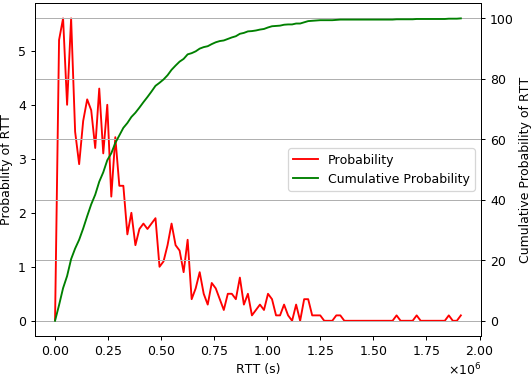 Probability of RTT
5
4
3
2
1
0
100
80
60
40
20
0
Cumulative Probability of RTT
Probability
Cumulative Probability
0.00 0.25 0.50 0.75 1.00 1.25 1.50 1.75 2.00
RTT (s)
×10⁶